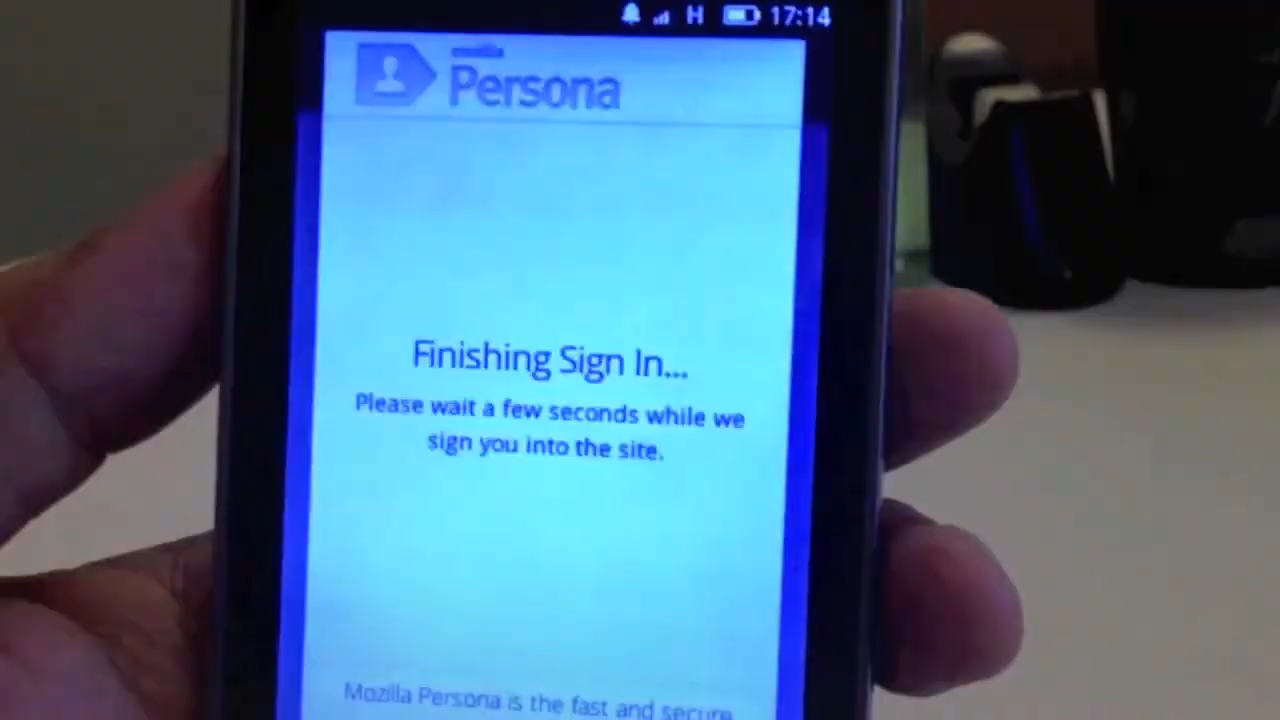 H 17:14
mozilla
Persona
Finishing Sign In...
Please wait a few seconds while we
sign you into the site.
Mozilla Persona is the fast and secure